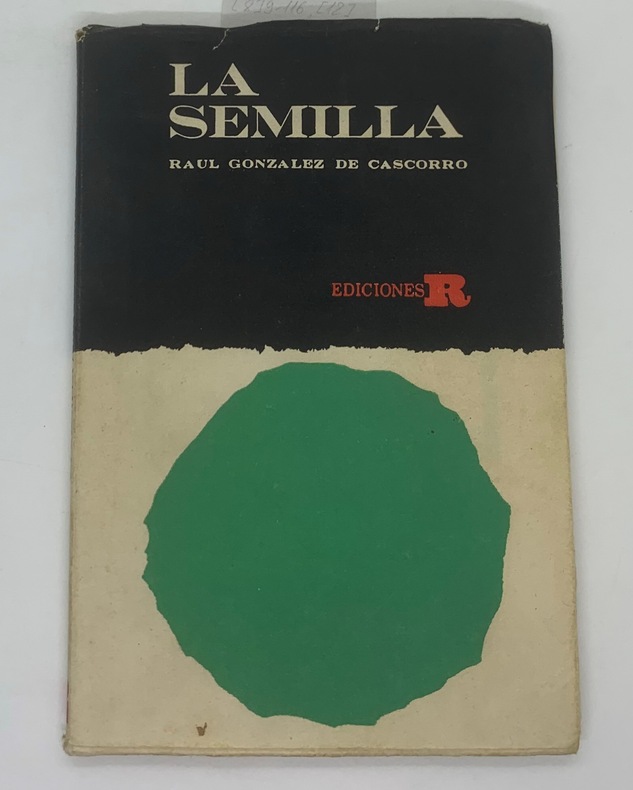 LA
SEMILLA
RAUL GONZALEZ DE CASCORRO
EDICIONES R